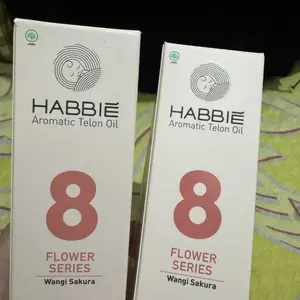 HABBIE
Aromatic Telon Oil
8
FLOWER
SERIES
Wangi Sakura
HABBIE
Aromatic Telon Oil
8
FLOWER
SERIES
Wangi Sakura